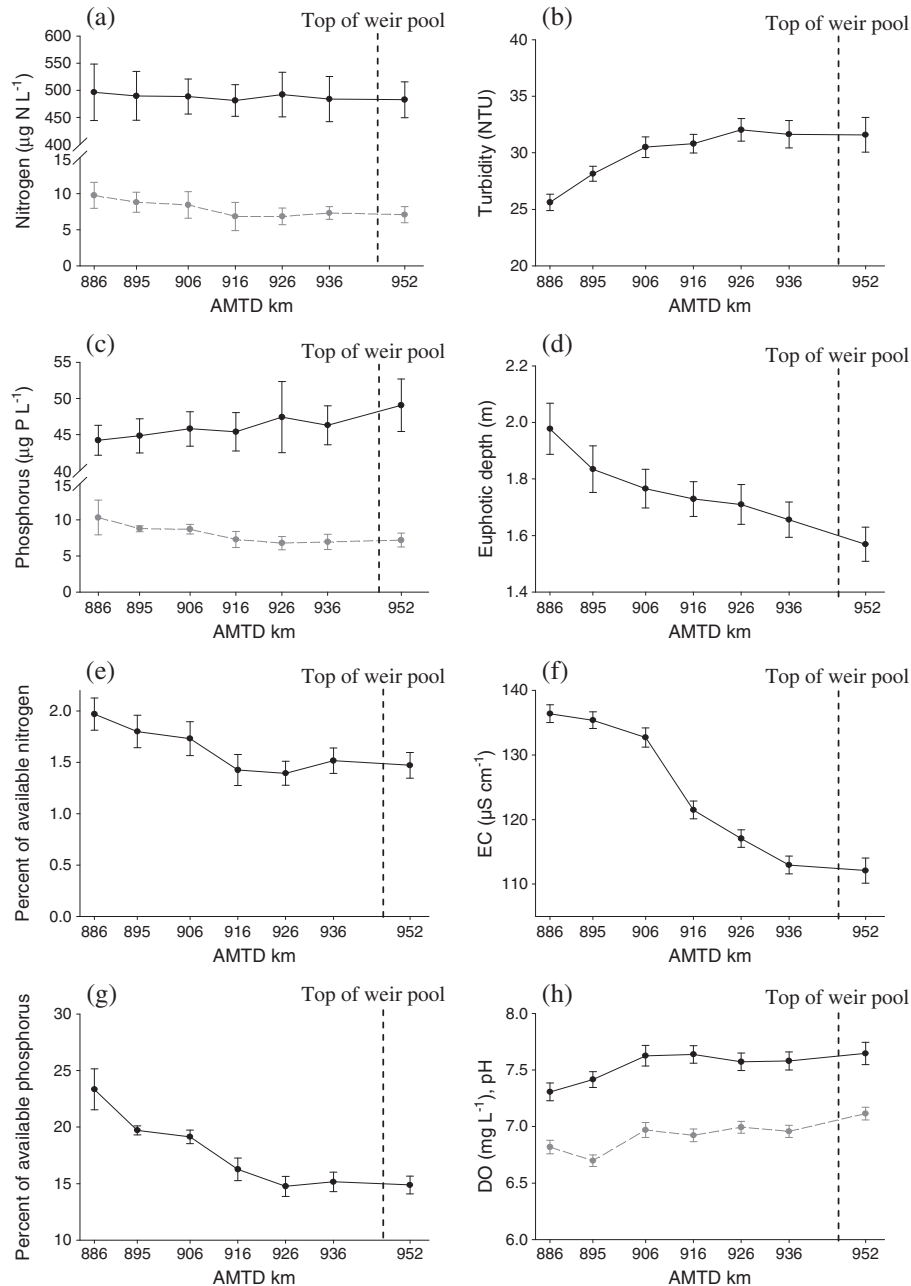 (a)
Top of weir pool
600
550
500
450
400
15
10
5
0
Nitrogen (µg N L⁻¹)
886 895 906 916 926 936 952
AMTD km
(b)
Top of weir pool
40
35
30
25
20
Turbidity (NTU)
886 895 906 916 926 936 952
AMTD km
(c)
Top of weir pool
55
50
45
40
15
10
5
0
Phosphorus (µg P L⁻¹)
886 895 906 916 926 936 952
AMTD km
(d)
Top of weir pool
2.2
2.0
1.8
1.6
1.4
Euphotic depth (m)
886 895 906 916 926 936 952
AMTD km
(e)
Top of weir pool
2.0
1.5
1.0
0.5
0.0
Percent of available nitrogen
886 895 906 916 926 936 952
AMTD km
(f)
Top of weir pool
140
130
120
110
EC (µS cm⁻¹)
886 895 906 916 926 936 952
AMTD km
(g)
Top of weir pool
30
25
20
15
10
Percent of available phosphorus
886 895 906 916 926 936 952
AMTD km
(h)
Top of weir pool
8.0
7.5
7.0
6.5
6.0
DO (mg L⁻¹), pH
886 895 906 916 926 936 952
AMTD km